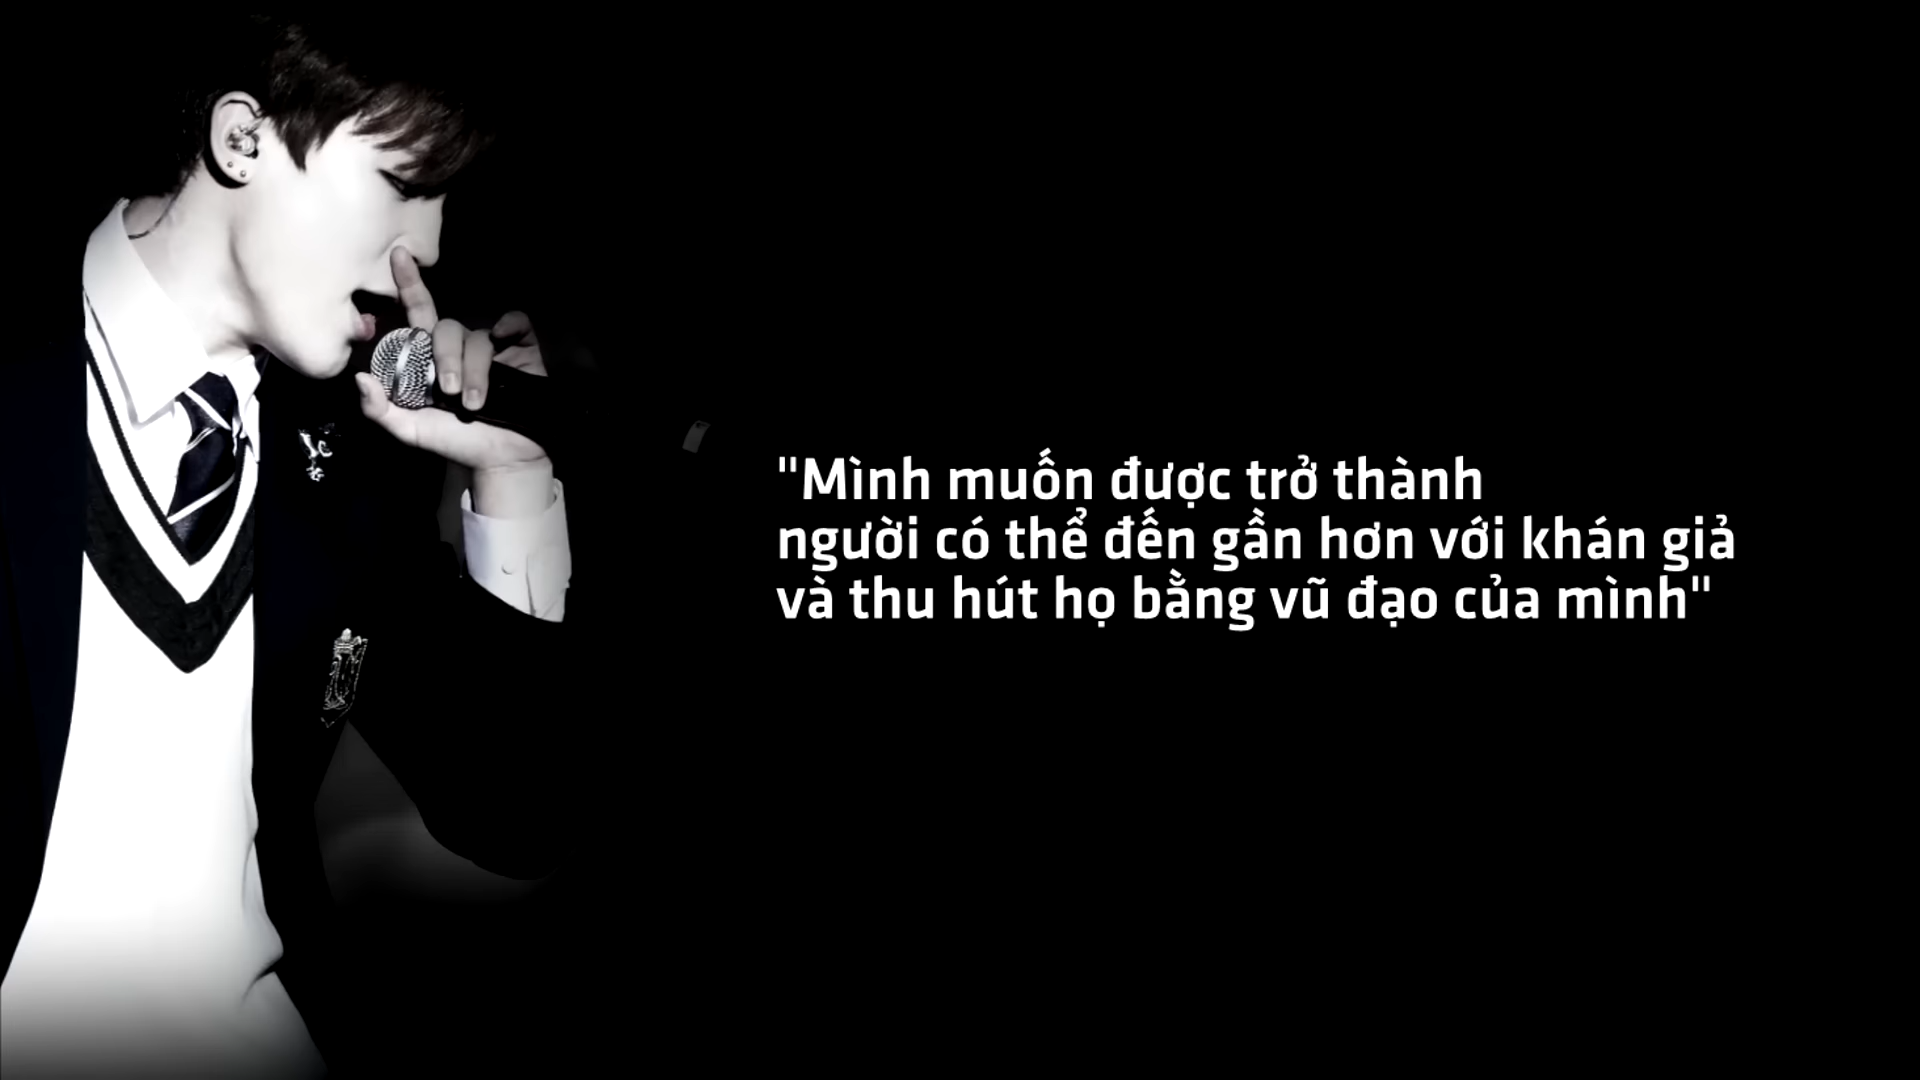 "Mình muốn được trở thành
người có thể đến gần hơn với khán giả
và thu hút họ bằng vũ đạo của mình"